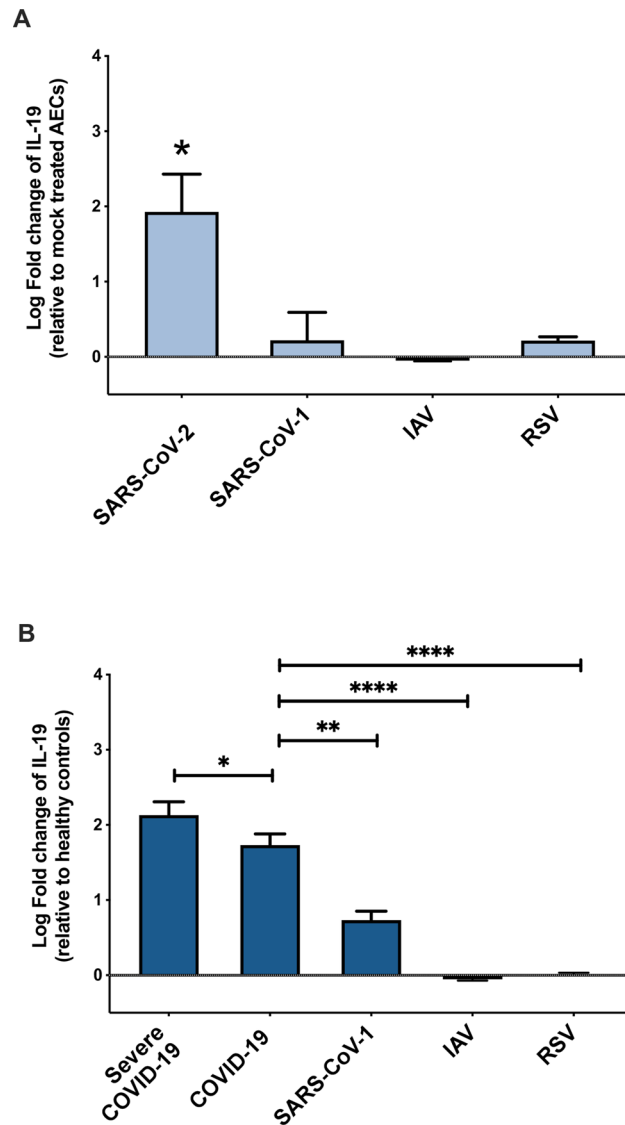 A
Log Fold change of IL-19
(relative to mock treated AECs)
4
3
2
1
0
*
SARS-CoV-2
SARS-CoV-1
IAV
RSV
B
Log Fold change of IL-19
(relative to healthy controls)
4
3
2
1
0
****
****
**
*
Severe
COVID-19
COVID-19
SARS-CoV-1
IAV
RSV